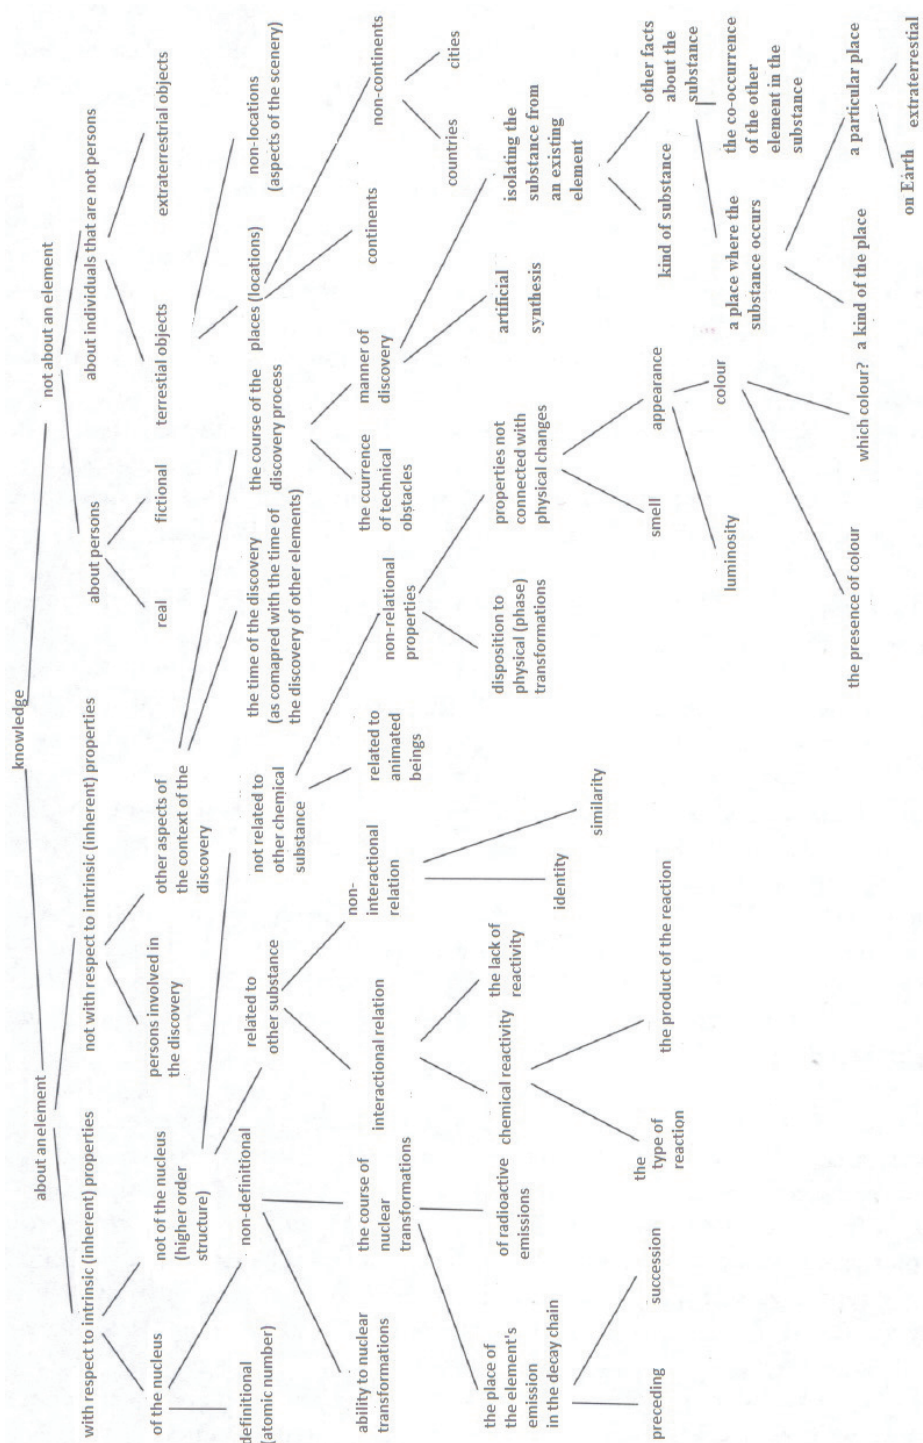 knowledge
about an element
not about an element
with respect to intrinsic (inherent) properties
not with respect to intrinsic (inherent) properties
about persons
about individuals that are not persons
of the nucleus
not of the nucleus
(higher order
structure)
persons involved in
the discovery
other aspects of
the context of the
discovery
real
fictional
terrestial objects
extraterrestrial objects
definitional
(atomic number)
non-definitional
related to
other substance
not related to
other chemical
substance
the time of the discovery
(as comapred with the time of
the discovery of other elements)
the course of the
discovery process
places (locations)
non-locations
(aspects of the scenery)
ability to nuclear
transformations
the course of
nuclear
transformations
interactional relation
non-
interactional
relation
related to
animated
beings
non-relational
properties
the ccurrence
of technical
obstacles
manner of
discovery
continents
non-continents
countries
cities
the place of
the element's
emission
in the decay chain
of radioactive
emissions
chemical reactivity
the lack of
reactivity
identity
similarity
disposition to
physical (phase)
transformations
properties not
connected with
physical changes
artificial
synthesis
isolating the
substance from
an existing
element
preceding
succession
the
type of
reaction
the product of the reaction
smell
appearance
kind of substance
other facts
about the
substance
luminosity
colour
a place where the
substance occurs
the co-occurrence
of the other
element in the
substance
the presence of colour
which colour?
a kind of the place
a particular place
on Earth
extraterrestial